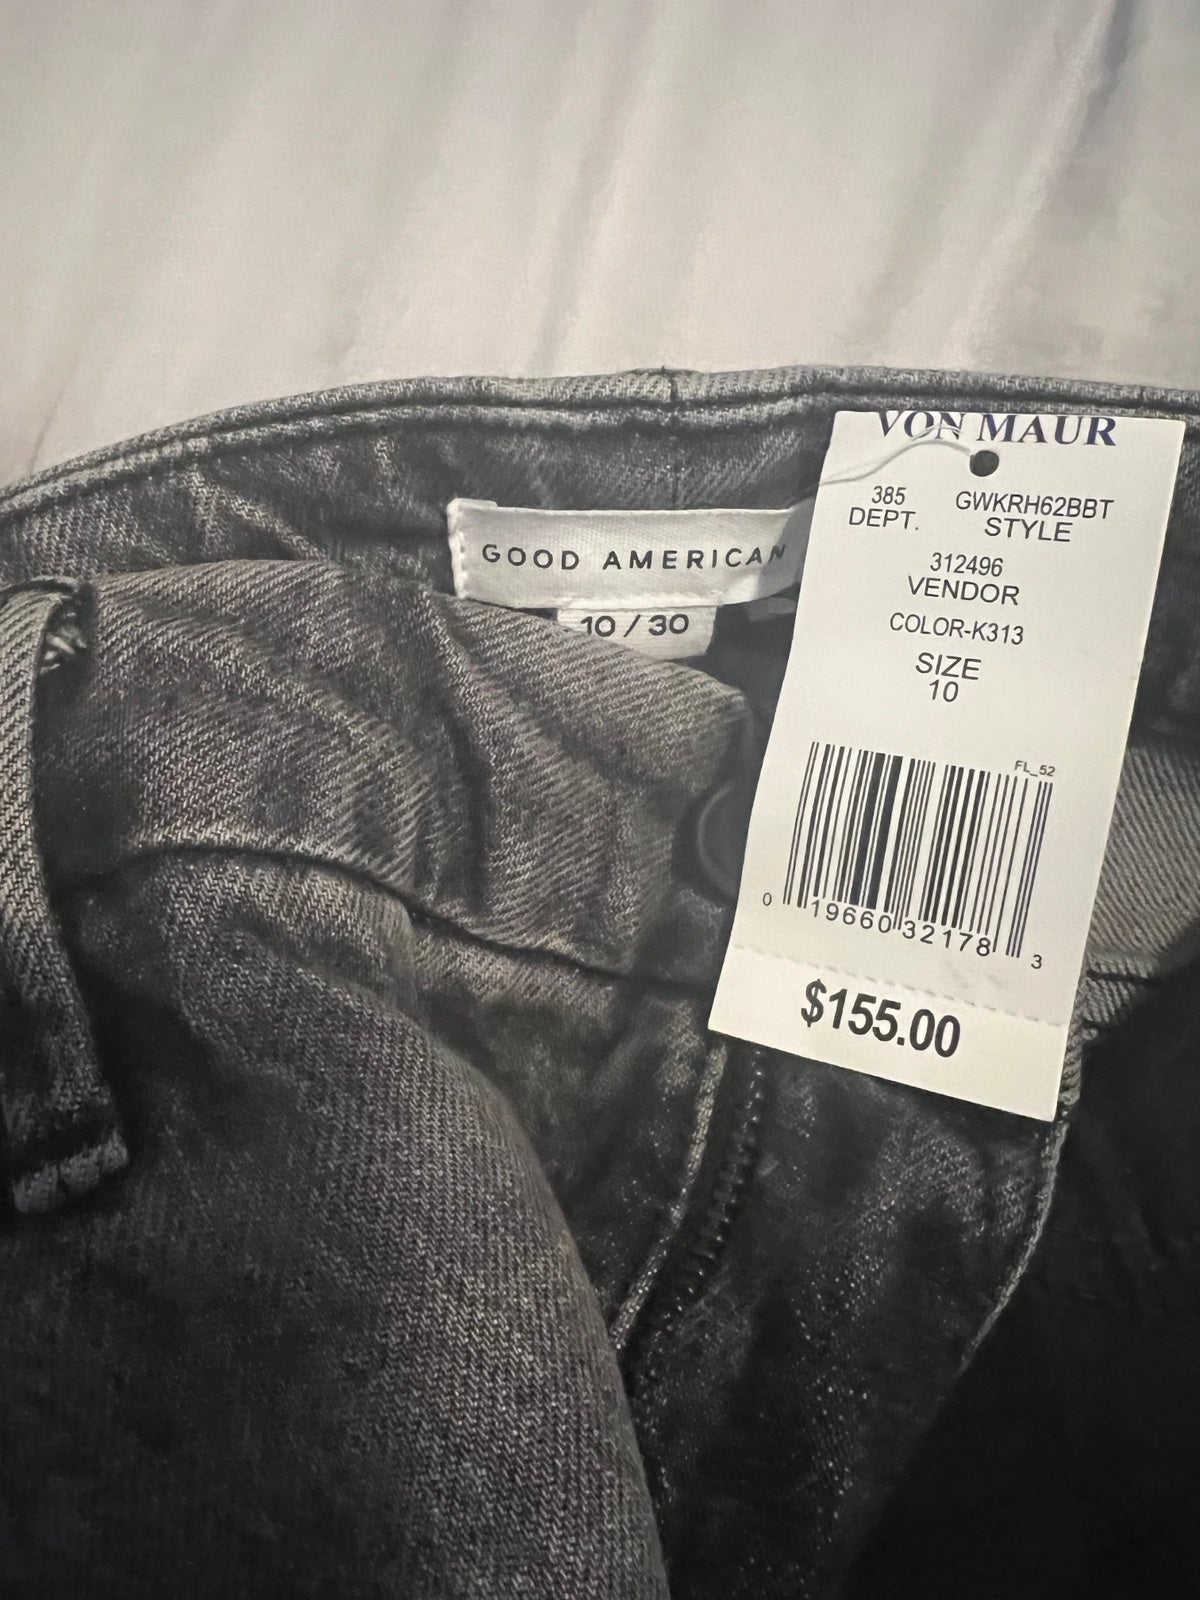 VON MAUR
385 GWKRH62BBT
DEPT. STYLE
312496
VENDOR
COLOR-K313
SIZE
10
FL_52
0 19660 32178 3
$155.00
GOOD AMERICAN
10 / 30